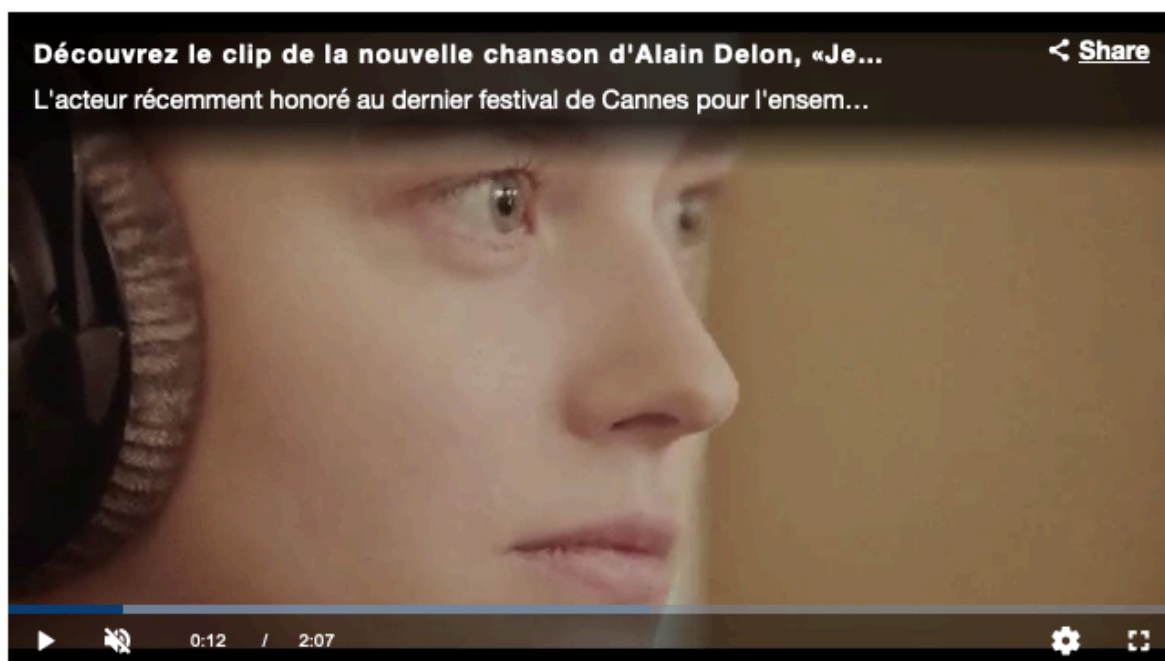 Découvrez le clip de la nouvelle chanson d'Alain Delon, «Je...
Share
L'acteur récemment honoré au dernier festival de Cannes pour l'ensem...
0:12 / 2:07